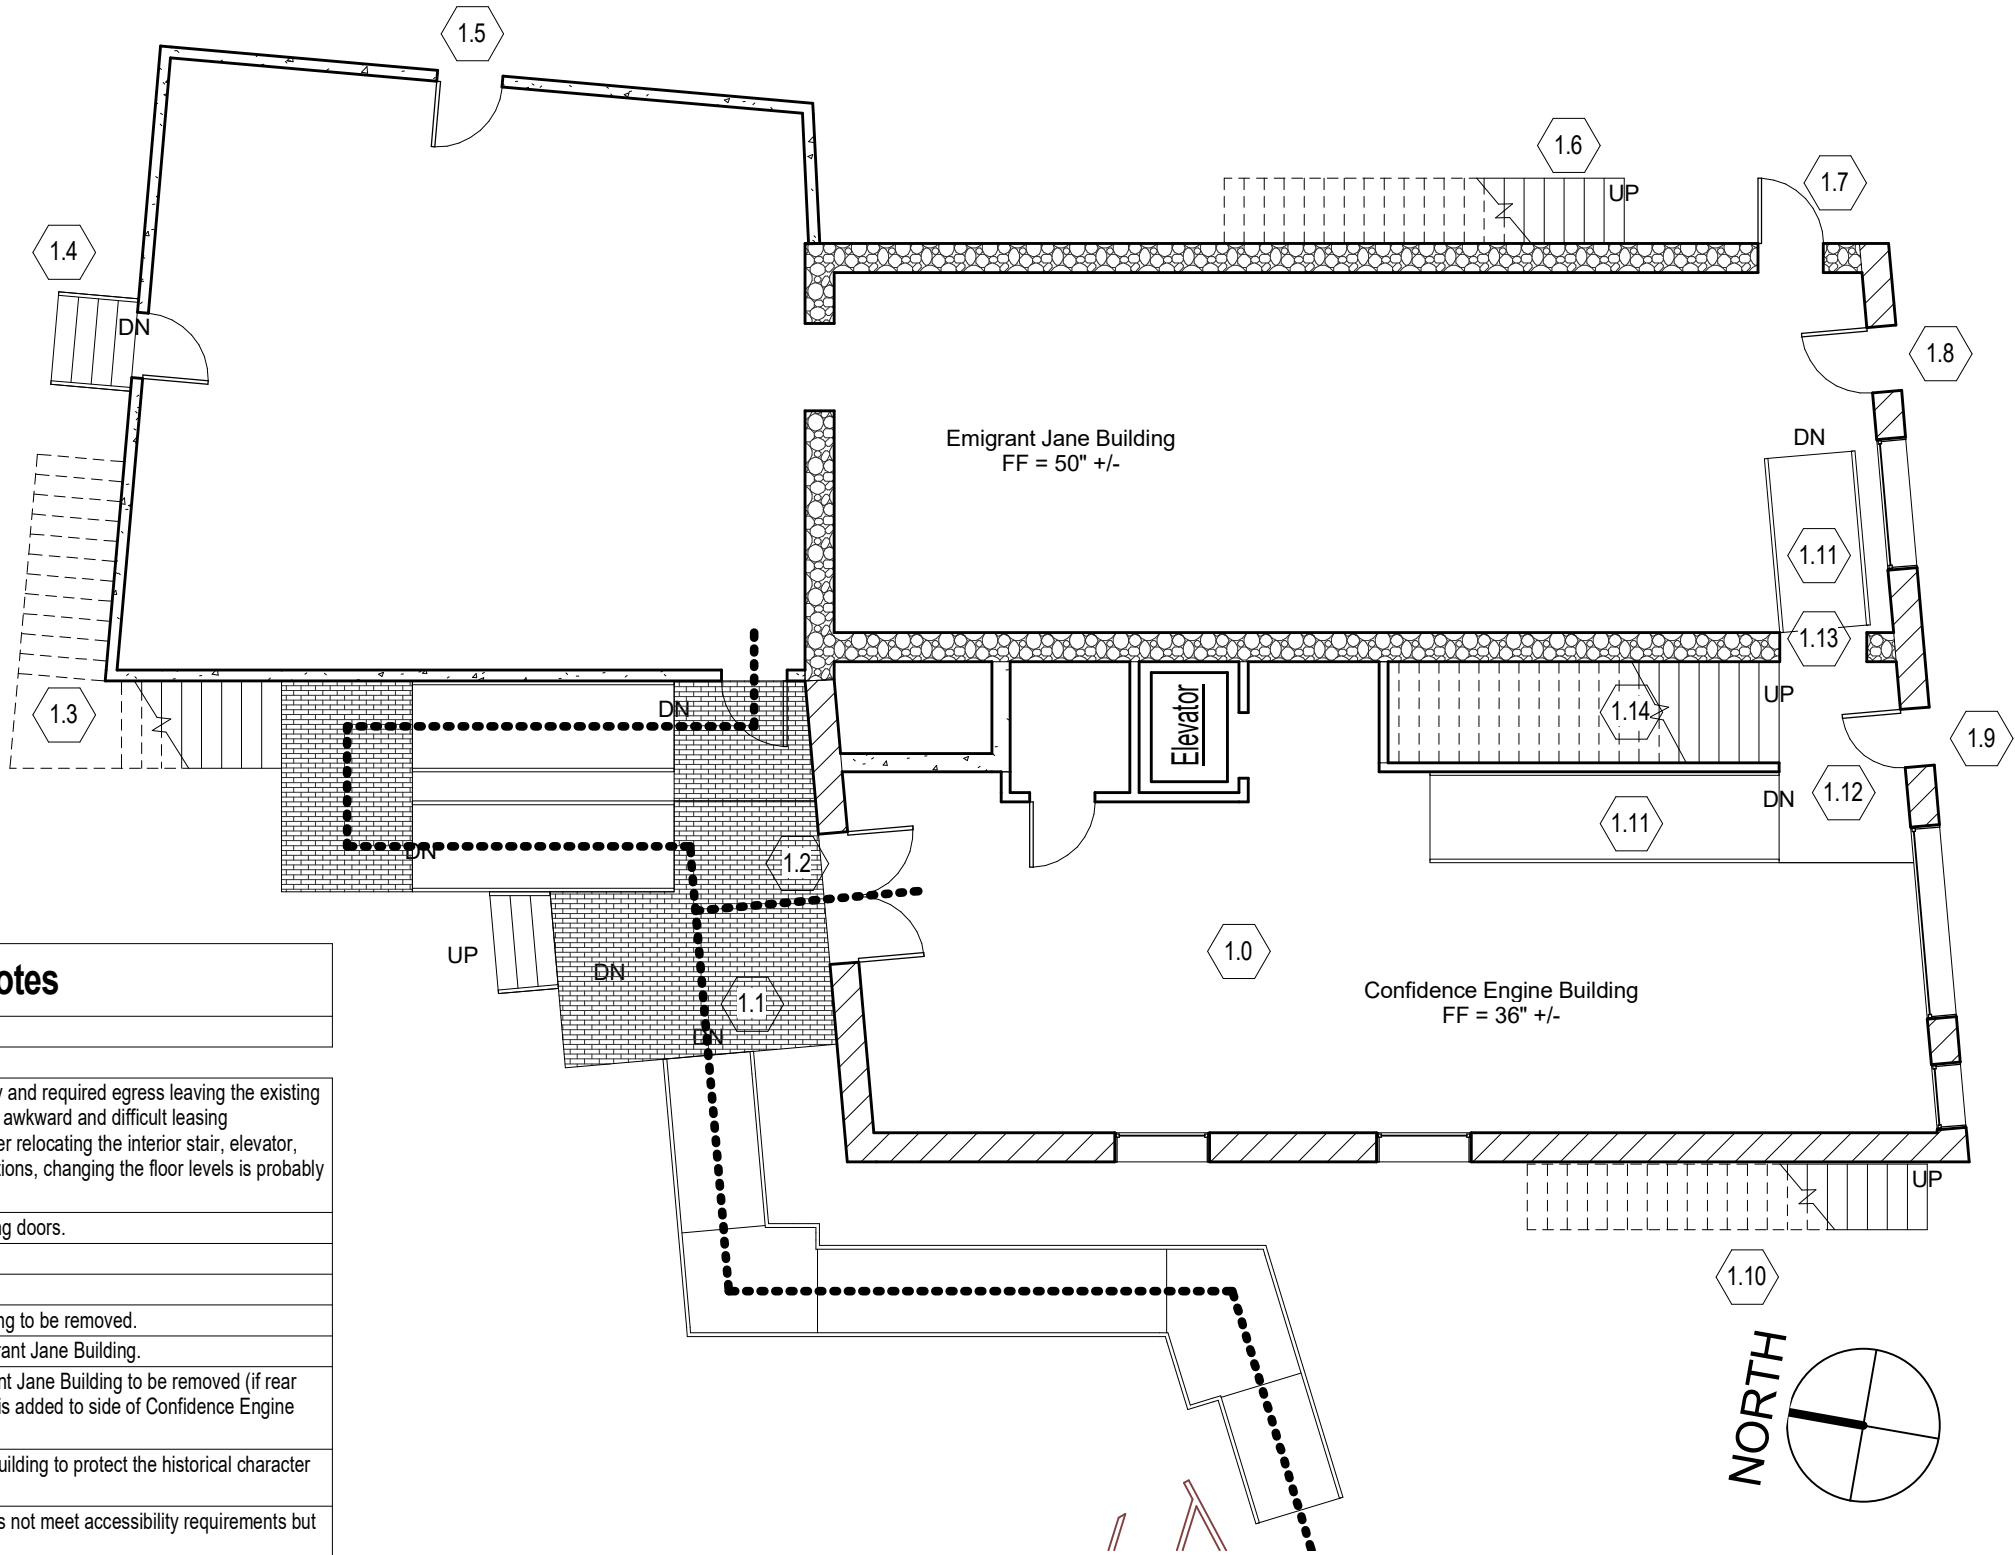 1.5
1.6
UP
1.7
1.4
DN
1.8
Emigrant Jane Building
FF = 50" +/-
DN
1.11
1.13
1.3
DN
Elevator
1.14
UP
1.9
DN
1.12
1.11
1.2
DN
UP
DN
1.1
DN
1.0
Confidence Engine Building
FF = 36" +/-
UP
1.10
NORTH
otes
y and required egress leaving the existing
awkward and difficult leasing
er relocating the interior stair, elevator,
tions, changing the floor levels is probably
ng doors.
ng to be removed.
rant Jane Building.
nt Jane Building to be removed (if rear
is added to side of Confidence Engine
uilding to protect the historical character
s not meet accessibility requirements but